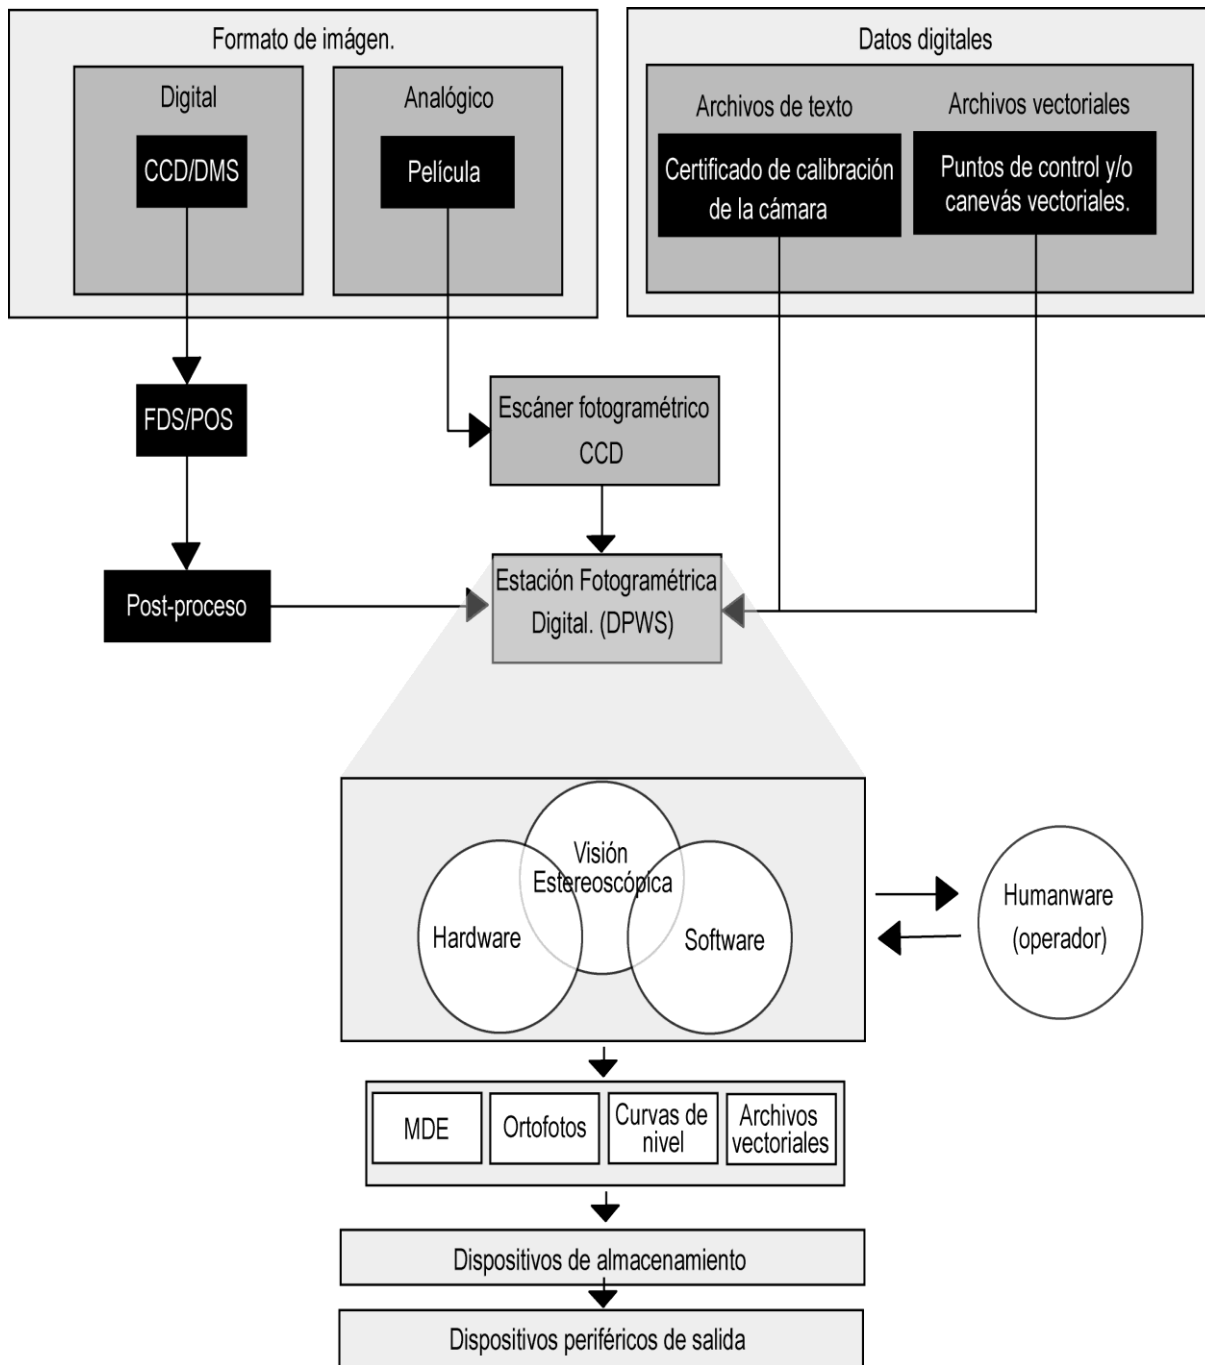 Formato de imágen.
Digital
CCD/DMS
Analógico
Película
Datos digitales
Archivos de texto
Certificado de calibración
de la cámara
Archivos vectoriales
Puntos de control y/o
canevás vectoriales.
FDS/POS
Escáner fotogramétrico
CCD
Post-proceso
Estación Fotogramétrica
Digital. (DPWS)
Visión
Estereoscópica
Hardware
Software
Humanware
(operador)
MDE
Ortofotos
Curvas de
nivel
Archivos
vectoriales
Dispositivos de almacenamiento
Dispositivos periféricos de salida